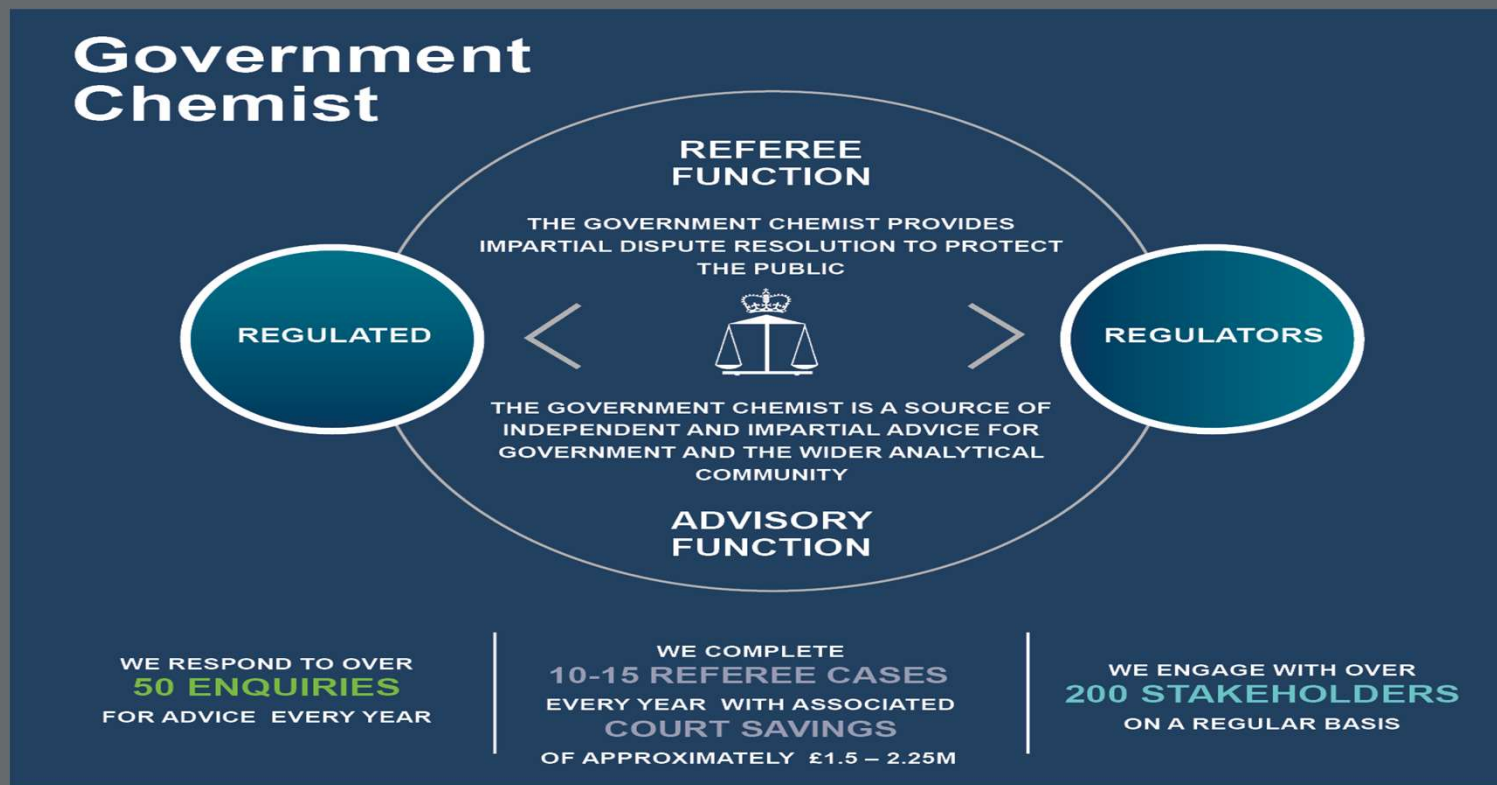 Government
Chemist
REFEREE
FUNCTION
THE GOVERNMENT CHEMIST PROVIDES
IMPARTIAL DISPUTE RESOLUTION TO PROTECT
THE PUBLIC
REGULATED
REGULATORS
THE GOVERNMENT CHEMIST IS A SOURCE OF
INDEPENDENT AND IMPARTIAL ADVICE FOR
GOVERNMENT AND THE WIDER ANALYTICAL
COMMUNITY
ADVISORY
FUNCTION
WE RESPOND TO OVER
50 ENQUIRIES
FOR ADVICE EVERY YEAR
WE COMPLETE
10-15 REFEREE CASES
EVERY YEAR WITH ASSOCIATED
COURT SAVINGS
OF APPROXIMATELY £1.5 – 2.25M
WE ENGAGE WITH OVER
200 STAKEHOLDERS
ON A REGULAR BASIS